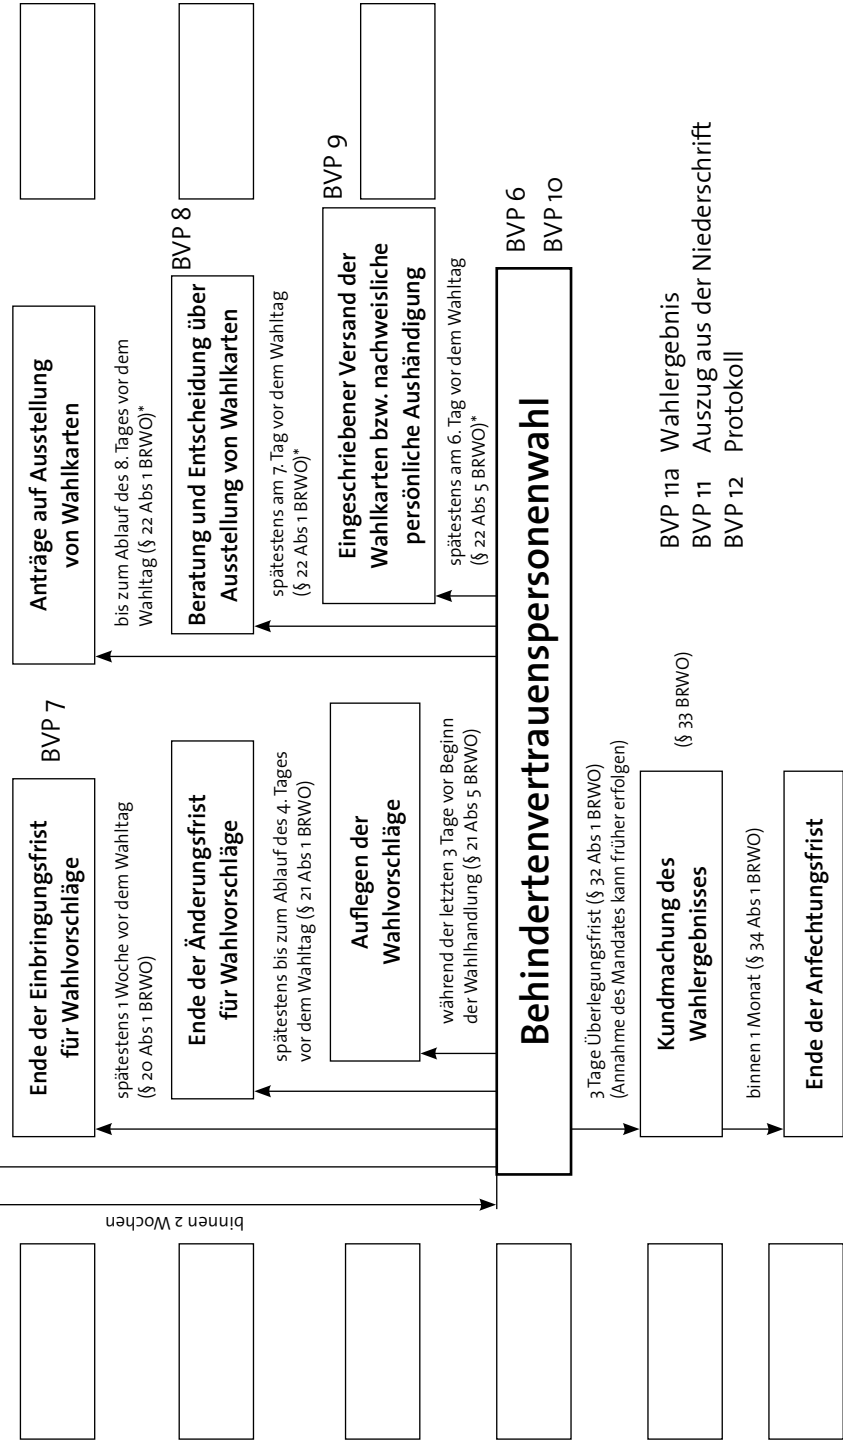 Ende der Einbringungsfrist
für Wahlvorschläge
BVP 7
spätestens 1 Woche vor dem Wahltag
(§ 20 Abs 1 BRWO)
Anträge auf Ausstellung
von Wahlkarten
bis zum Ablauf des 8. Tages vor dem
Wahltag (§ 22 Abs 1 BRWO)*
Ende der Änderungsfrist
für Wahlvorschläge
spätestens bis zum Ablauf des 4. Tages
vor dem Wahltag (§ 21 Abs 1 BRWO)
Beratung und Entscheidung über
Ausstellung von Wahlkarten
BVP 8
spätestens am 7. Tag vor dem Wahltag
(§ 22 Abs 1 BRWO)*
Auflegen der
Wahlvorschläge
während der letzten 3 Tage vor Beginn
der Wahlhandlung (§ 21 Abs 5 BRWO)
Eingeschriebener Versand der
Wahlkarten bzw. nachweisliche
persönliche Aushändigung
BVP 9
spätestens am 6. Tag vor dem Wahltag
(§ 22 Abs 5 BRWO)*
binnen 2 Wochen
Behindertenvertrauenspersonenwahl
BVP 6
BVP 10
3 Tage Überlegungsfrist (§ 32 Abs 1 BRWO)
(Annahme des Mandates kann früher erfolgen)
Kundmachung des
Wahlergebnisses
(§ 33 BRWO)
binnen 1 Monat (§ 34 Abs 1 BRWO)
Ende der Anfechtungsfrist
BVP 11a Wahlergebnis
BVP 11 Auszug aus der Niederschrift
BVP 12 Protokoll